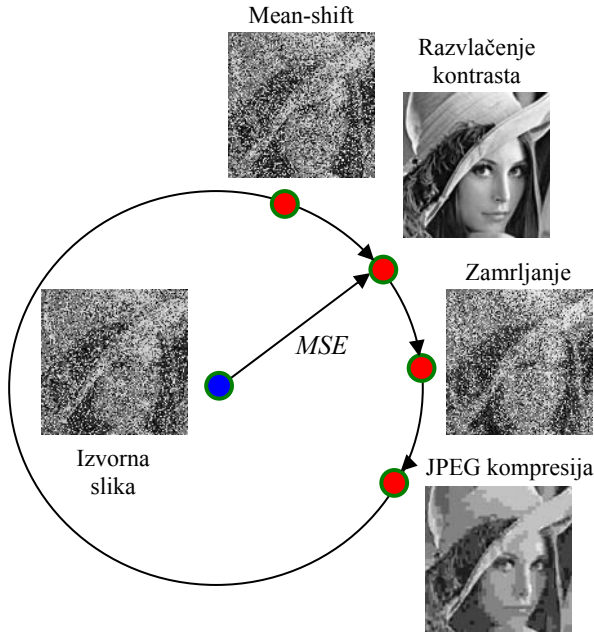 Mean-shift
Razvlačenje
kontrasta
Zamrljanje
MSE
Izvorna
slika
JPEG kompresija